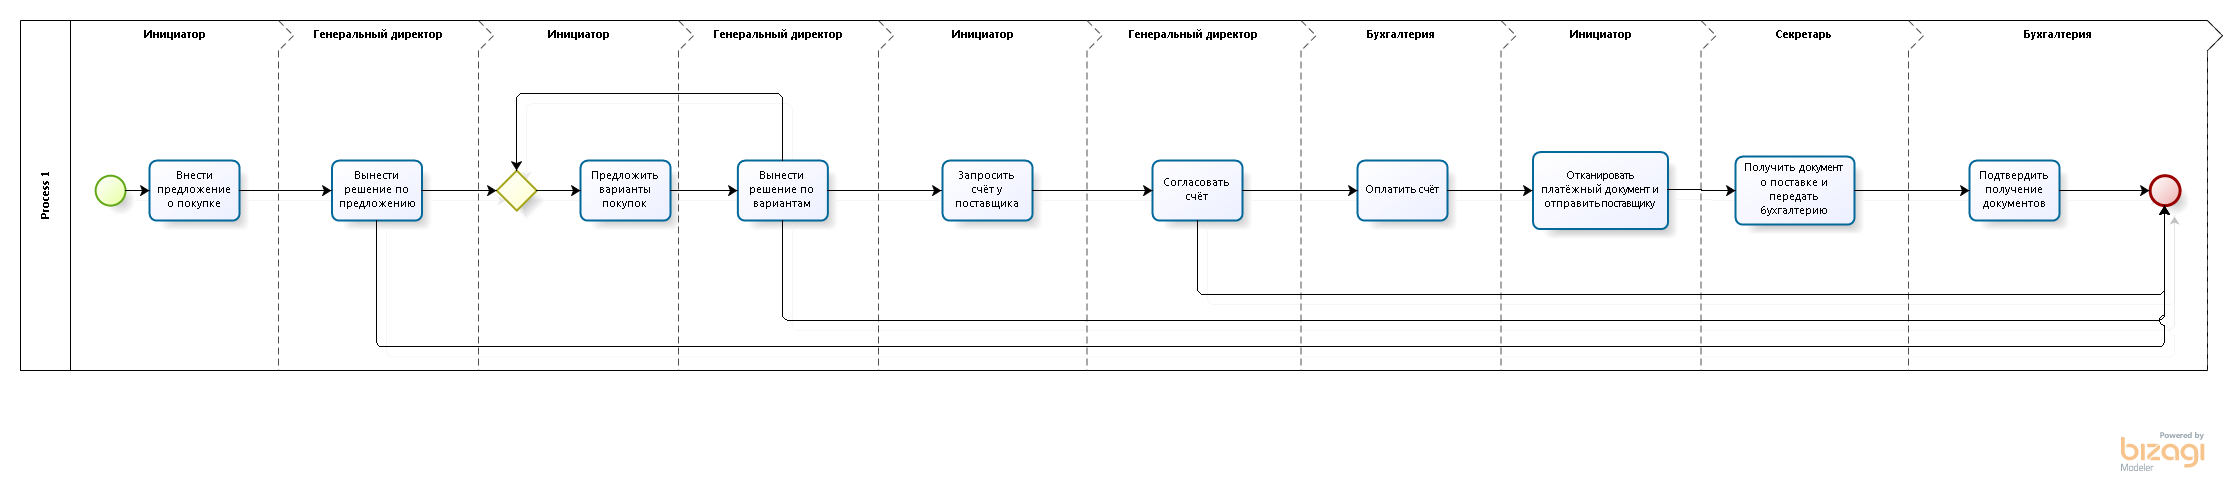 Инициатор
Генеральный директор
Инициатор
Генеральный директор
Инициатор
Генеральный директор
Бухгалтерия
Инициатор
Секретарь
Бухгалтерия
Process 1
Внести
предложение
о покупке
Вынести
решение по
предложению
Предложить
варианты
покупок
Вынести
решение по
вариантам
Запросить
счёт у
поставщика
Согласовать
счёт
Оплатить счёт
Отканировать
платёжный документ и
отправить поставщику
Получить документ
о поставке и
передать
бухгалтерию
Подтвердить
получение
документов
Powered by
bizagi
Modeler